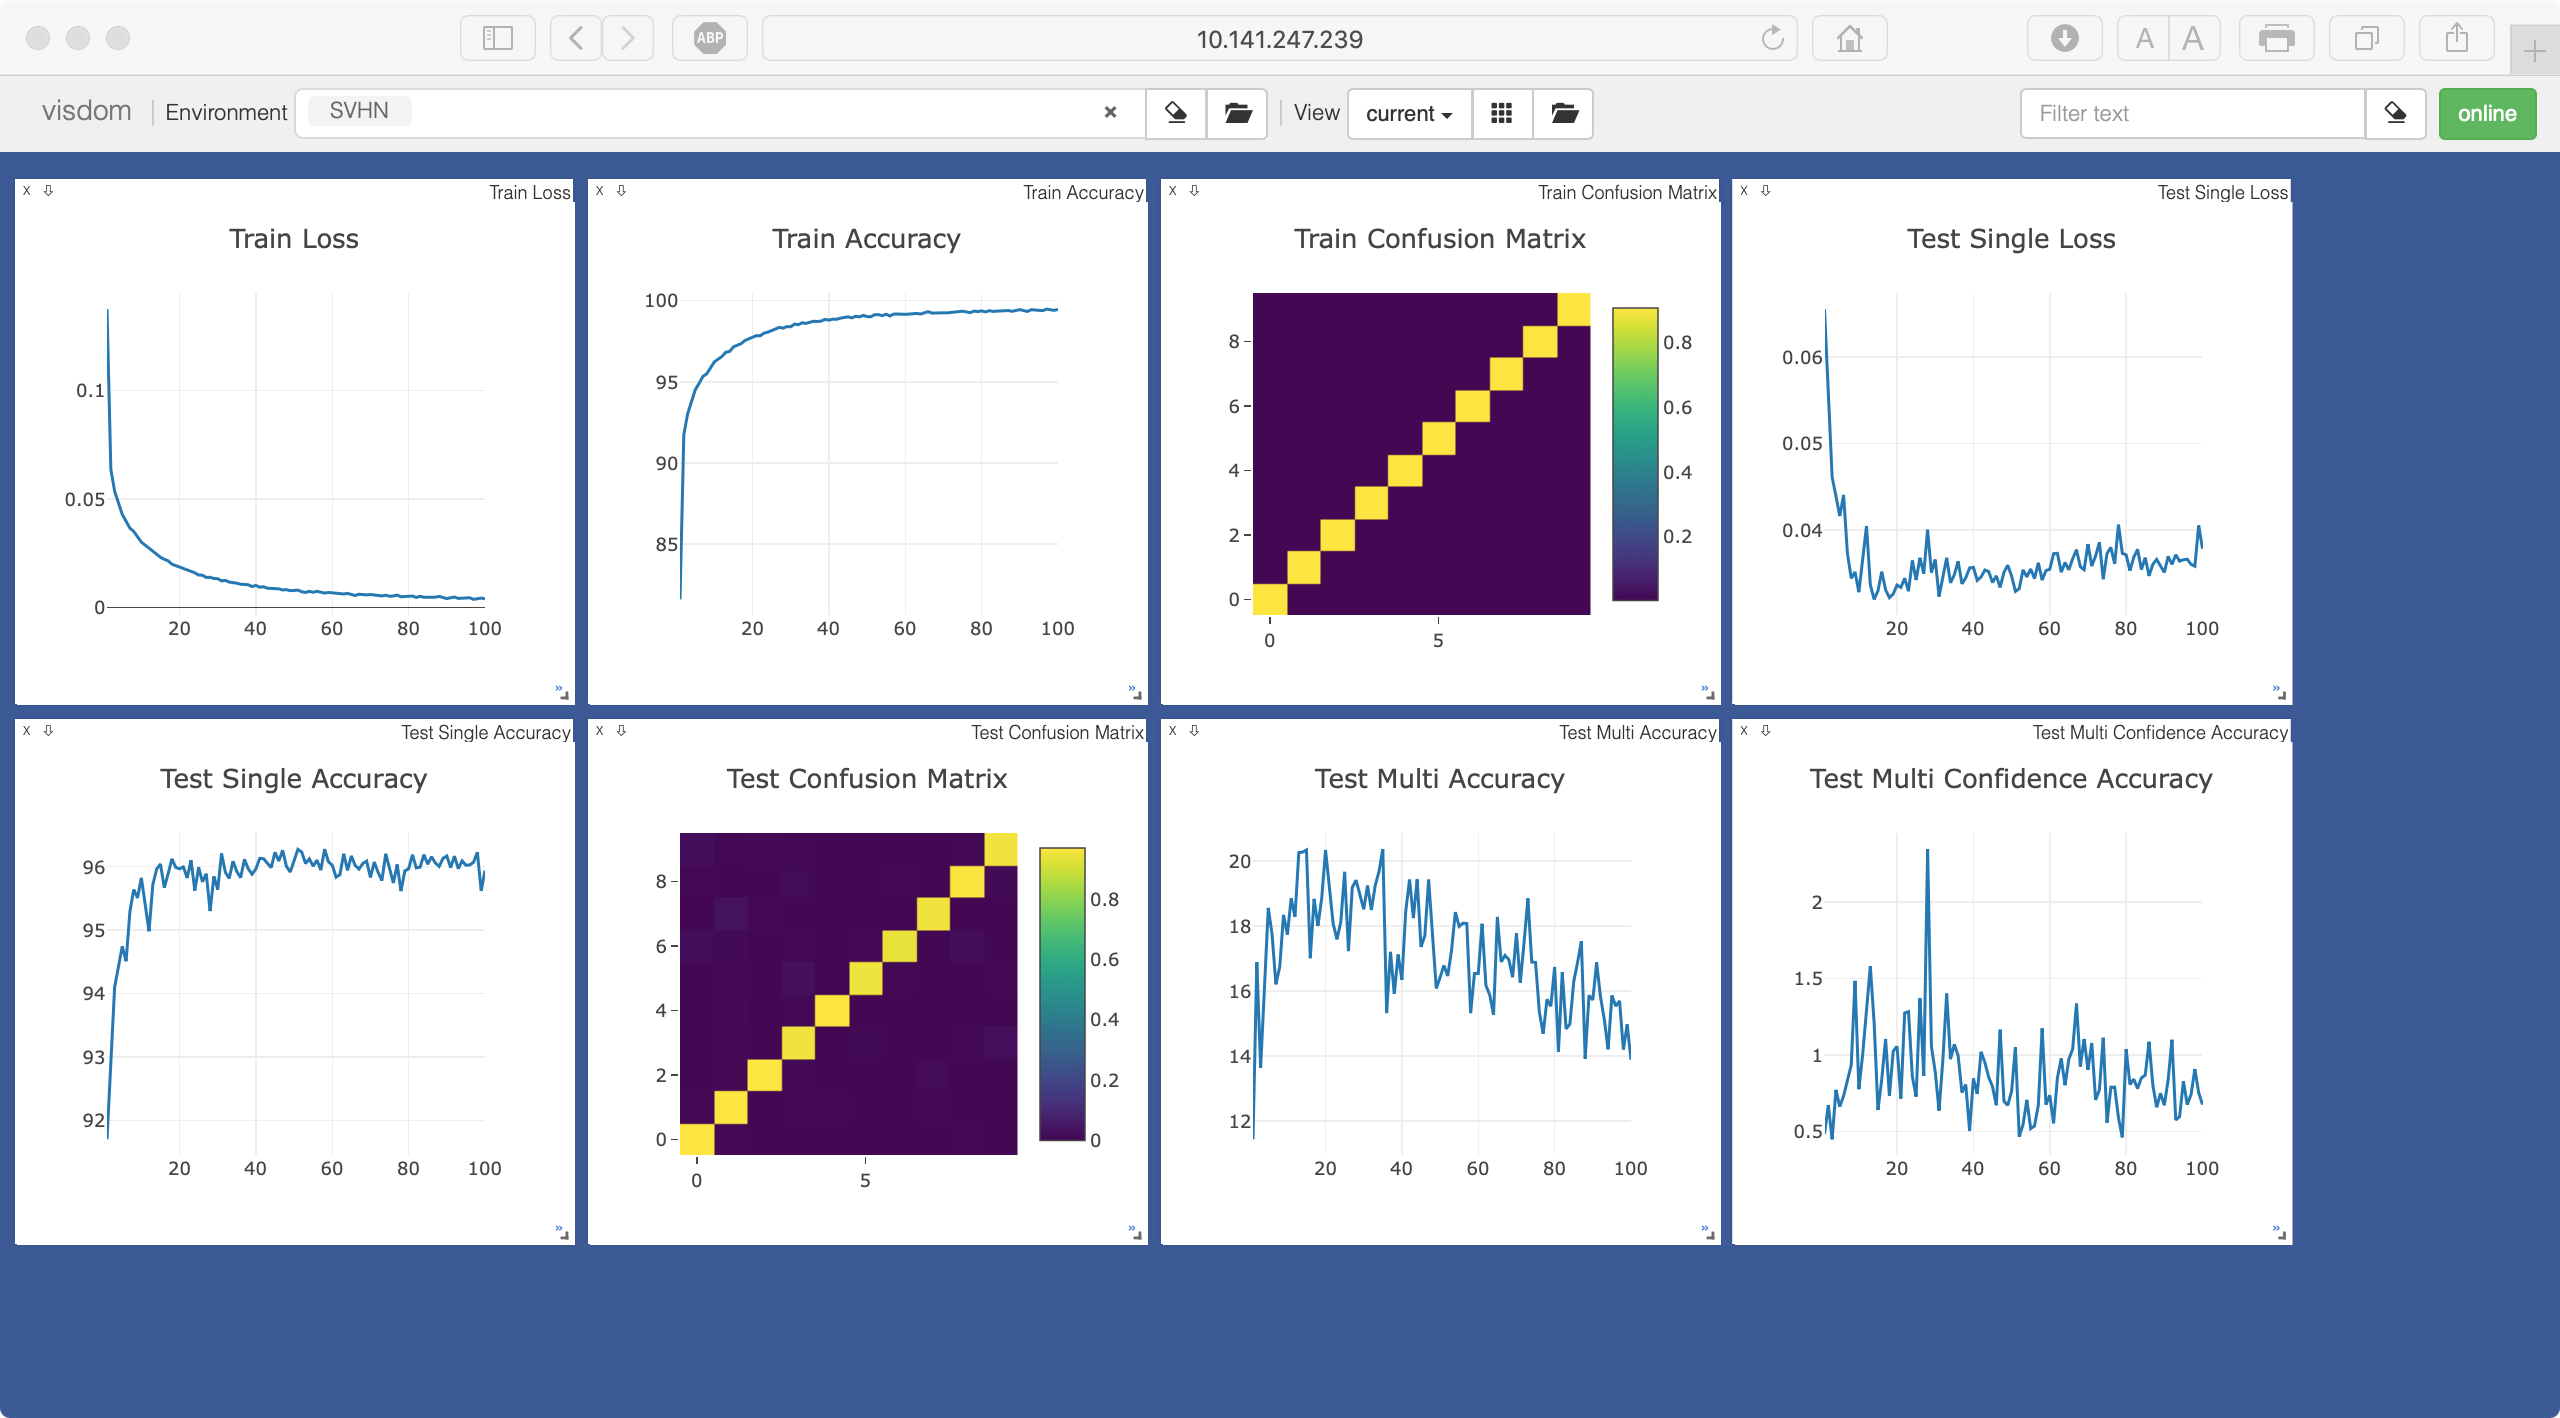 ABP
10.141.247.239
A A
visdom Environment SVHN × View current Filter text online
X Train Loss
Train Loss
0.1
0.05
0
20 40 60 80 100
»
X Train Accuracy
Train Accuracy
100
95
90
85
20 40 60 80 100
»
X Train Confusion Matrix
Train Confusion Matrix
8
6
4
2
0
0 5
0.8
0.6
0.4
0.2
»
X Test Single Loss
Test Single Loss
0.06
0.05
0.04
20 40 60 80 100
»
X Test Single Accuracy
Test Single Accuracy
96
95
94
93
92
20 40 60 80 100
»
X Test Confusion Matrix
Test Confusion Matrix
8
6
4
2
0
0 5
0.8
0.6
0.4
0.2
0
»
X Test Multi Accuracy
Test Multi Accuracy
20
18
16
14
12
20 40 60 80 100
»
X Test Multi Confidence Accuracy
Test Multi Confidence Accuracy
2
1.5
1
0.5
20 40 60 80 100
»